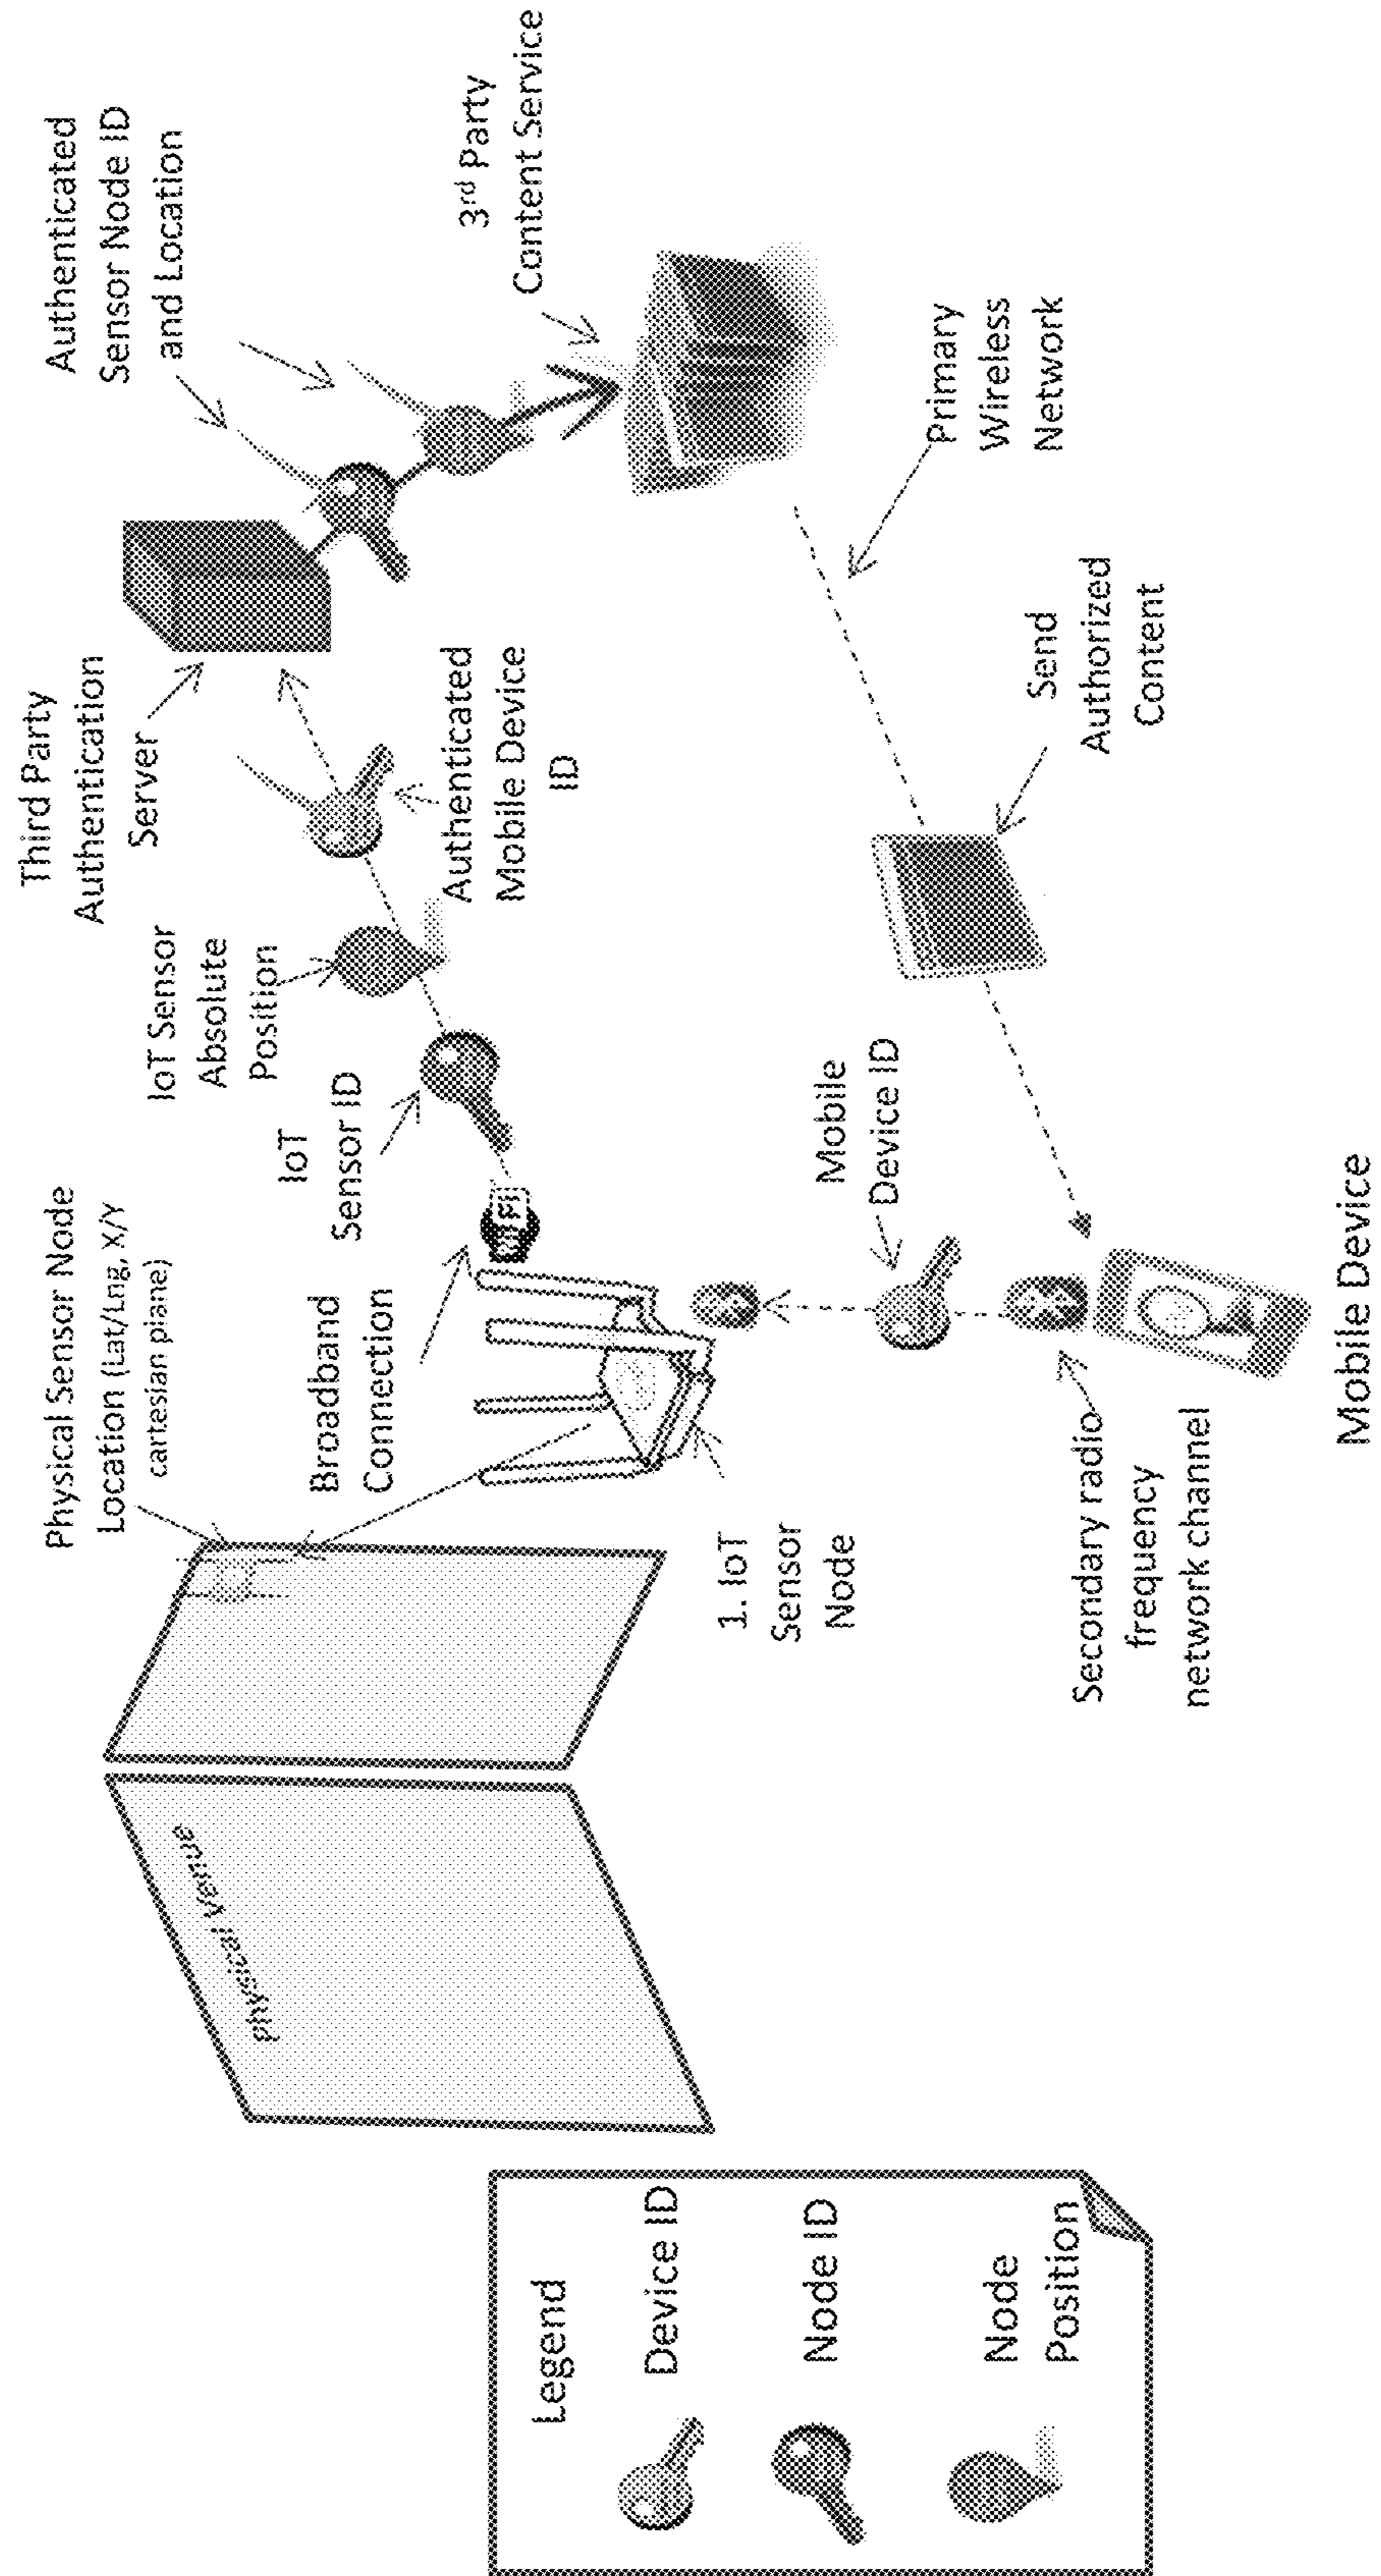 Physical Sensor Node
Location (Lat/Lng, X/Y
cartesian plane)
Third Party
Authentication
Server
Authenticated
Sensor Node ID
and Location
IoT Sensor
Absolute
Position
IoT
Sensor ID
Broadband
Connection
Wi Fi
Authenticated
Mobile Device
ID
3rd Party
Content Service
Physical Venue
1. IoT
Sensor
Node
Mobile
Device ID
Primary
Wireless
Network
Send
Authorized
Content
Secondary radio
frequency
network channel
Mobile Device
Legend
Device ID
Node ID
Node
Position